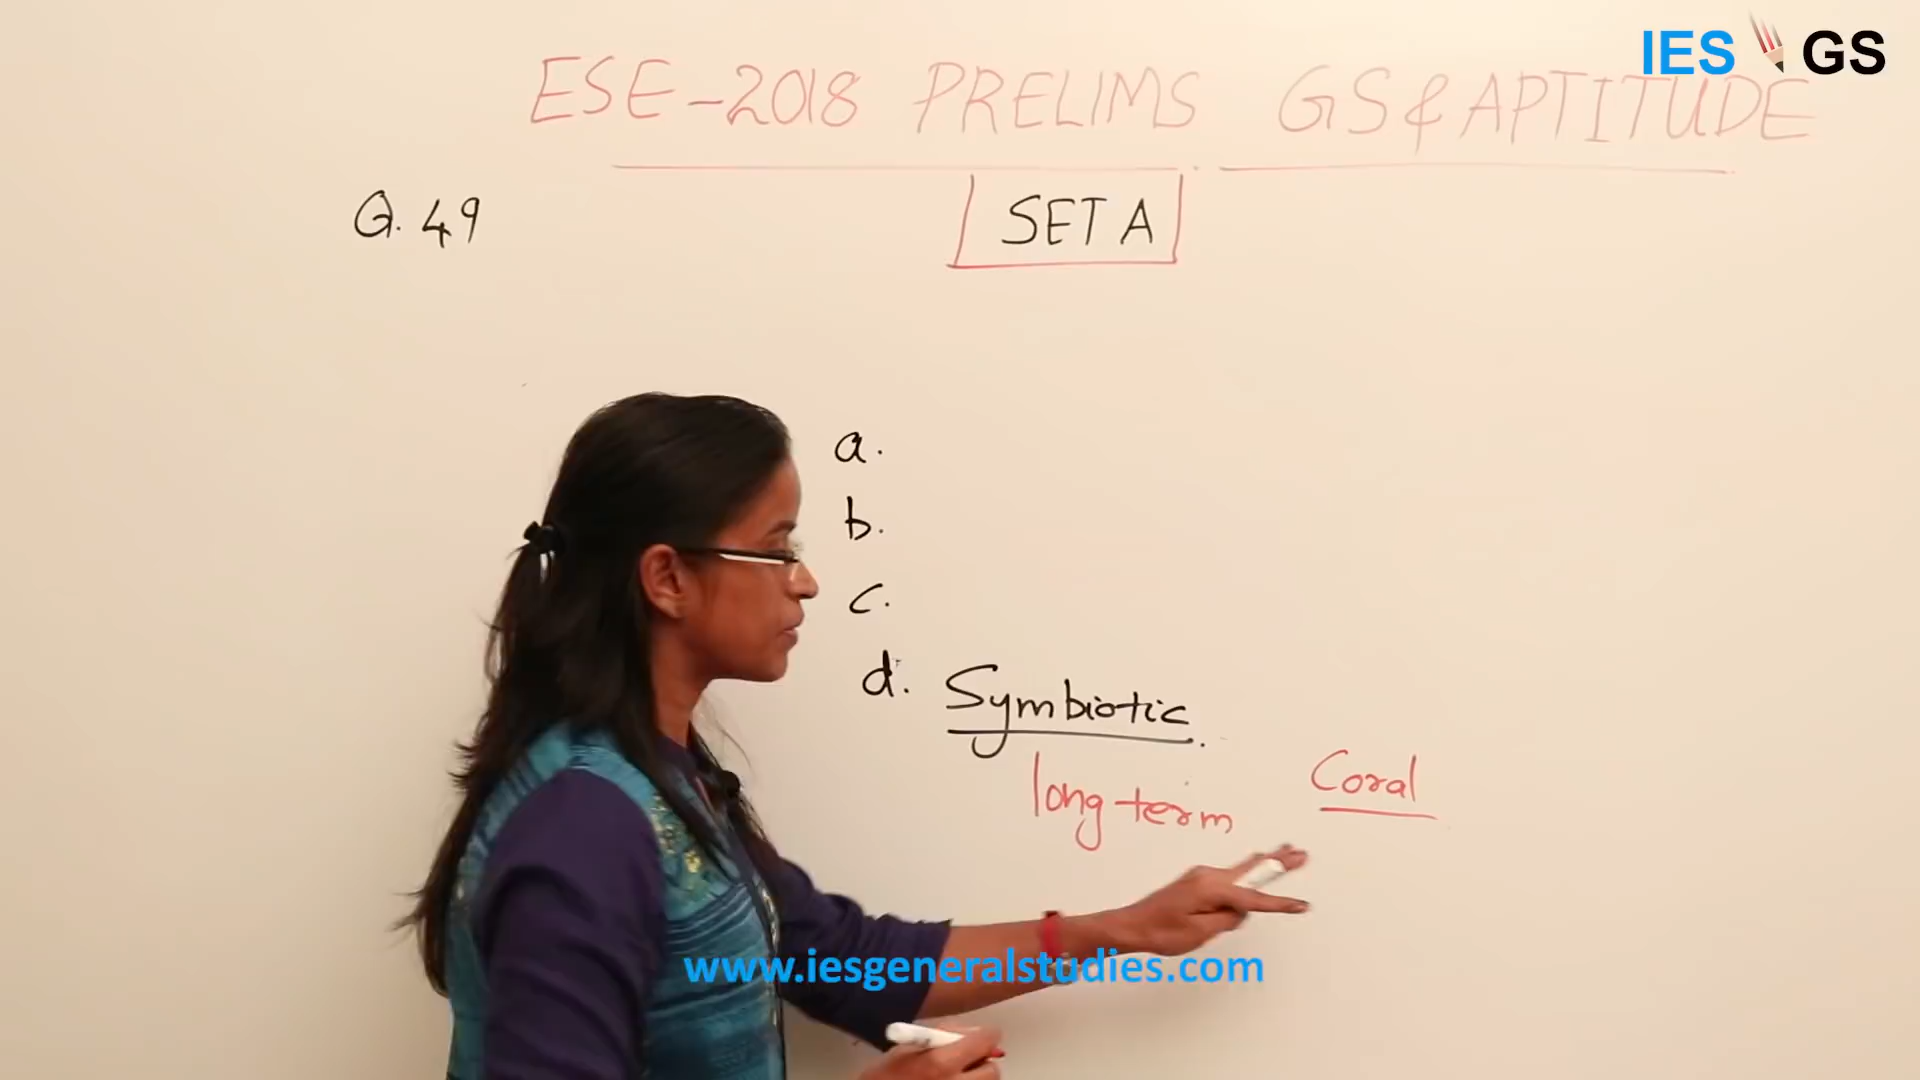 IES GS
ESE-2018 PRELIMS GS & APTITUDE
SET A
Q. 49
a.
b.
c.
d. Symbiotic.
long-term
Coral
www.iesgeneralstudies.com